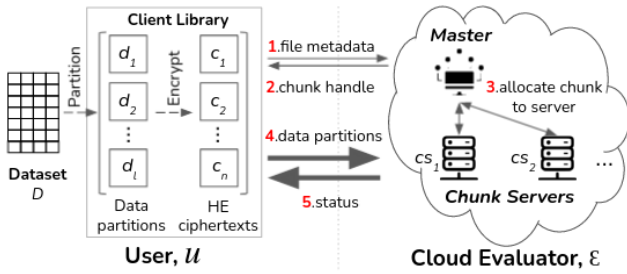 Client Library
Partition
Encrypt
d1
d2
⋮
dl
c1
c2
⋮
cn
Dataset
D
Data
partitions
HE
ciphertexts
User, 𝒰
1.file metadata
2.chunk handle
4.data partitions
5.status
Master
3.allocate chunk
to server
cs1
cs2
...
Chunk Servers
Cloud Evaluator, ℰ